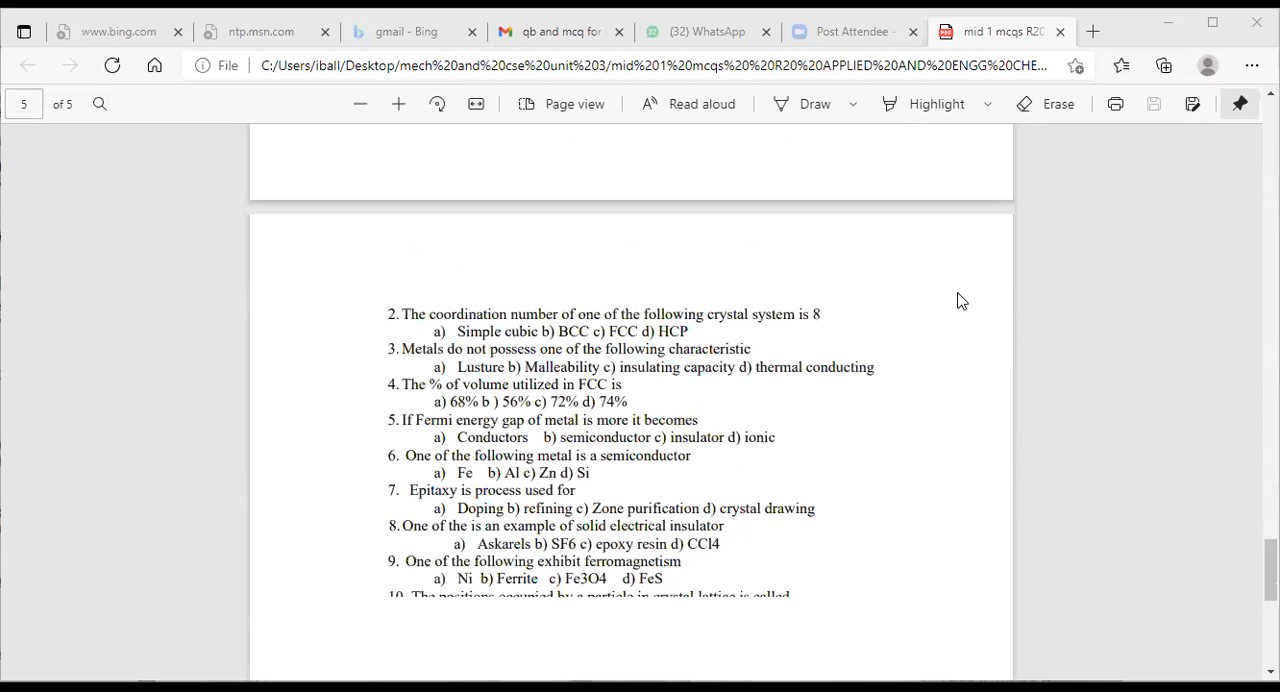 www.bing.com
ntpmsn.com
gmail - Bing
qb and mcq for
(32) WhatsApp
Post Attendee -
mid 1 mcqs R20
File
C:/Users/iball/Desktop/mech%20and%20cse%20unit%203/mid%201%20mcqs%20%20R20%20APPLIED%20AND%20ENGG%20CHE...
5 of 5
Page view
Read aloud
Draw
Highlight
Erase
2. The coordination number of one of the following crystal system is 8
a) Simple cubic b) BCC c) FCC d) HCP
3. Metals do not possess one of the following characteristic
a) Lusture b) Malleability c) insulating capacity d) thermal conducting
4. The % of volume utilized in FCC is
a) 68% b ) 56% c) 72% d) 74%
5. If Fermi energy gap of metal is more it becomes
a) Conductors b) semiconductor c) insulator d) ionic
6. One of the following metal is a semiconductor
a) Fe b) Al c) Zn d) Si
7. Epitaxy is process used for
a) Doping b) refining c) Zone purification d) crystal drawing
8. One of the is an example of solid electrical insulator
a) Askarels b) SF6 c) epoxy resin d) CCl4
9. One of the following exhibit ferromagnetism
a) Ni b) Ferrite c) Fe3O4 d) FeS
10. The positions occupied by a particle in crystal lattice is called